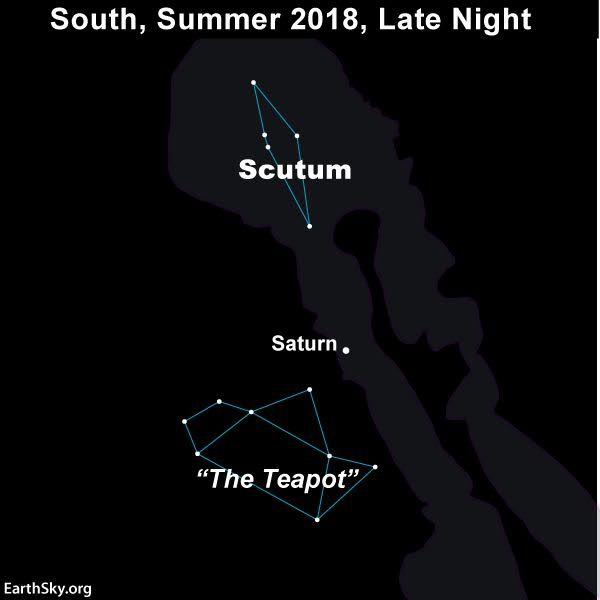 South, Summer 2018, Late Night
Scutum
Saturn
“The Teapot”
EarthSky.org